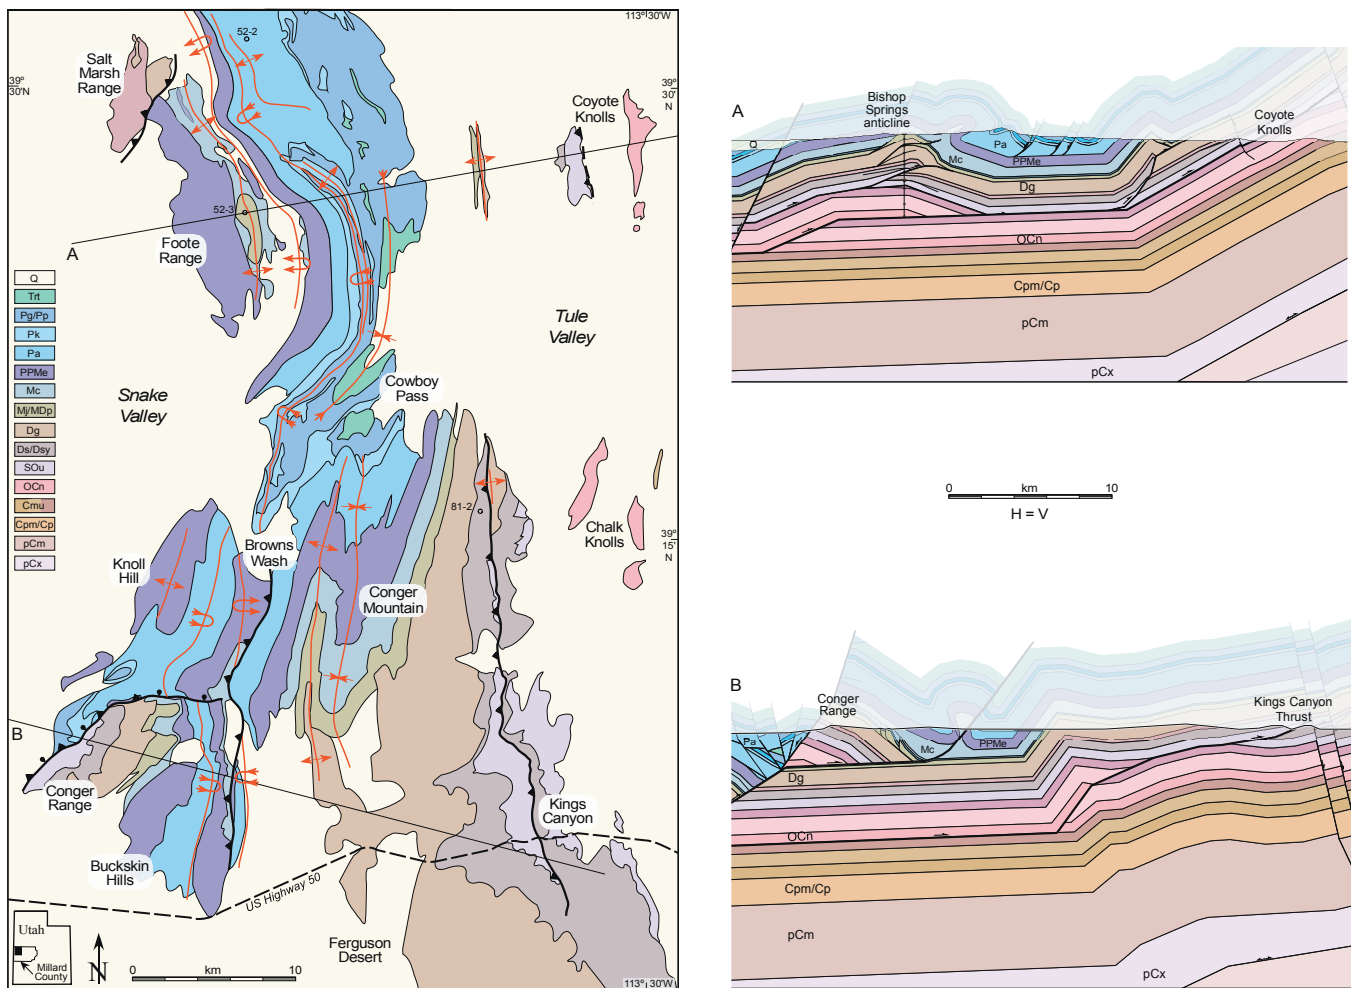 113º 30'W
52-2
Salt
Marsh
Range
39º
30'N
39º
30'
N
Coyote
Knolls
52-3
A
Foote
Range
Q
Trt
Pg/Pp
Pk
Pa
PPMe
Mc
Mj/MDp
Dg
Ds/Dsy
SOu
OCn
Cmu
Cpm/Cp
pCm
pCx
Tule
Valley
Snake
Valley
Cowboy
Pass
81-2
Chalk
Knolls
39º
15'
N
Knoll
Hill
Browns
Wash
Conger
Mountain
B
Conger
Range
Kings
Canyon
Buckskin
Hills
US Highway 50
Ferguson
Desert
Utah
Millard
County
N
0
km
10
113º 30'W
A
Bishop
Springs
anticline
Coyote
Knolls
Q
Pa
Mc
PPMe
Dg
OCn
Cpm/Cp
pCm
pCx
0
km
10
H = V
B
Conger
Range
Kings Canyon
Thrust
Pa
Mc
PPMe
Dg
OCn
Cpm/Cp
pCm
pCx